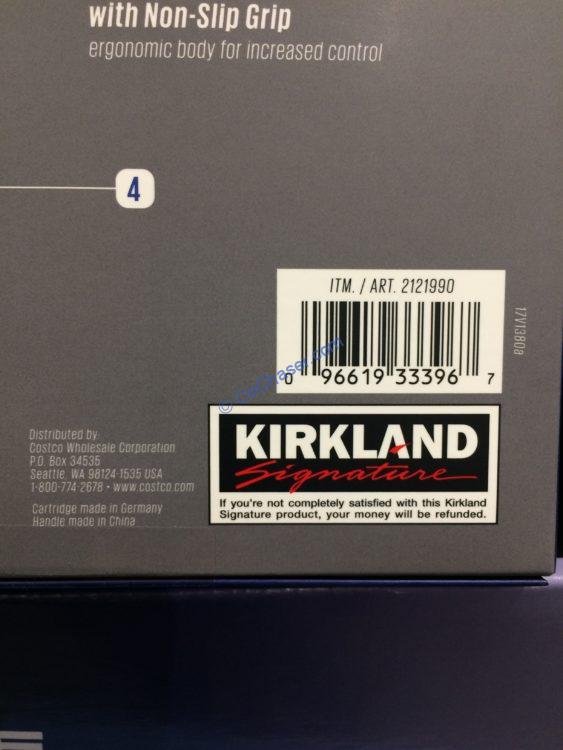 with Non-Slip Grip
ergonomic body for increased control
4
ITM. / ART. 2121990
0 96619 33396 7
17V1380a
© CoChaser.com
KIRKLAND
Signature
If you're not completely satisfied with this Kirkland
Signature product, your money will be refunded.
Distributed by:
Costco Wholesale Corporation
P.O. Box 34535
Seattle, WA 98124-1535 USA
1-800-774-2678 • www.costco.com
Cartridge made in Germany
Handle made in China